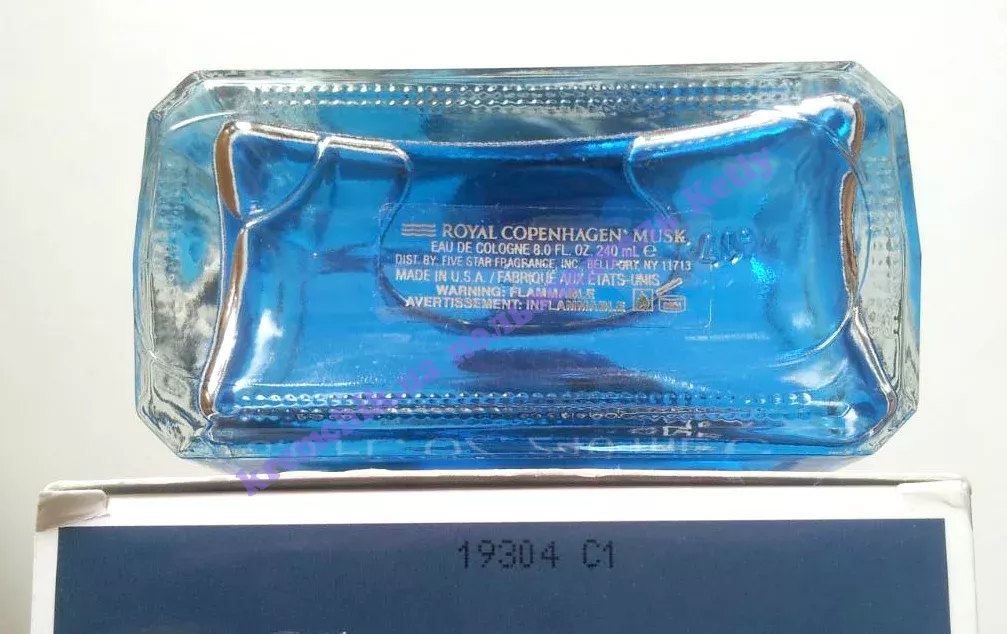 ROYAL COPENHAGEN® MUSK
EAU DE COLOGNE 8.0 FL. OZ. 240 mL ℮
DIST. BY: FIVE STAR FRAGRANCE, INC. BELLPORT, NY 11713
MADE IN U.S.A. / FABRIQUÉ AUX ÉTATS-UNIS
WARNING: FLAMMABLE
AVERTISSEMENT: INFLAMMABLE
19304 C1